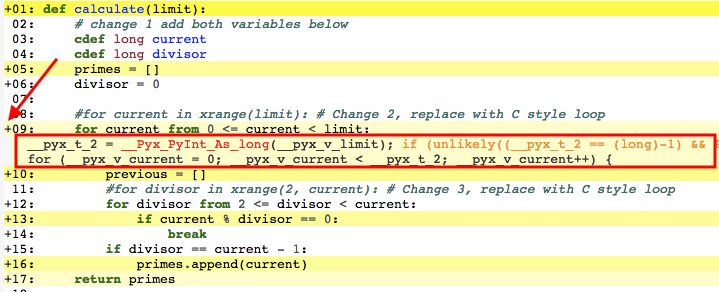 +01: def calculate(limit):
02: # change 1 add both variables below
03: cdef long current
04: cdef long divisor
+05: primes = []
+06: divisor = 0
07:
08: #for current in xrange(limit): # Change 2, replace with C style loop
+09: for current from 0 <= current < limit:
__pyx_t_2 = __Pyx_PyInt_As_long(__pyx_v_limit); if (unlikely((__pyx_t_2 == (long)-1) &&
for (__pyx_v_current = 0; __pyx_v_current < __pyx_t_2; __pyx_v_current++) {
+10: previous = []
11: #for divisor in xrange(2, current): # Change 3, replace with C style loop
+12: for divisor from 2 <= divisor < current:
+13: if current % divisor == 0:
+14: break
+15: if divisor == current - 1:
+16: primes.append(current)
+17: return primes